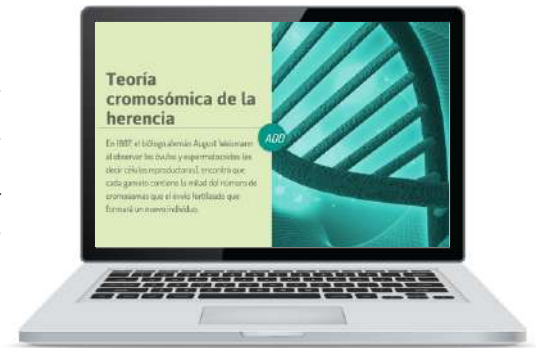 Teoría
cromosómica de la
herencia
En 1887, el biólogo alemán August Weismann
al observar los óvulos y espermatozoides (es
decir células reproductoras), encontró que
cada gameto contiene la mitad del número de
cromosomas que el óvulo fertilizado que
formará un nuevo individuo.
ADD